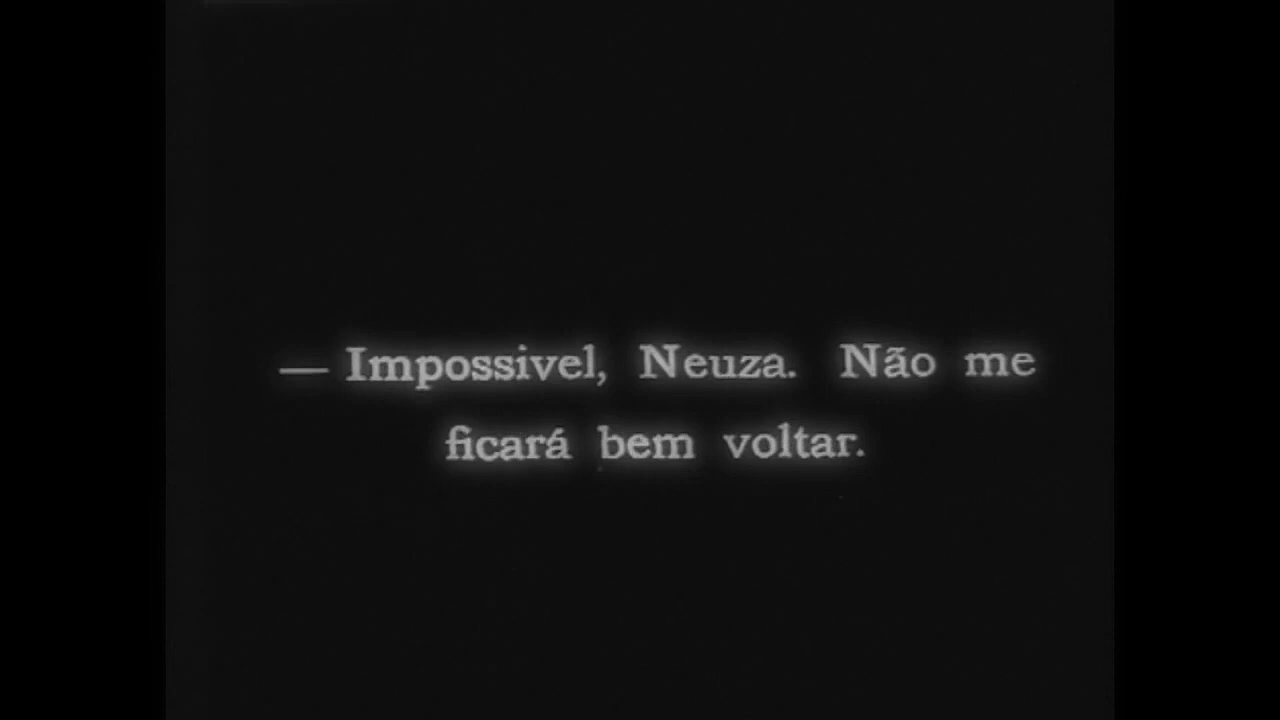 — Impossivel, Neuza. Não me
ficará bem voltar.